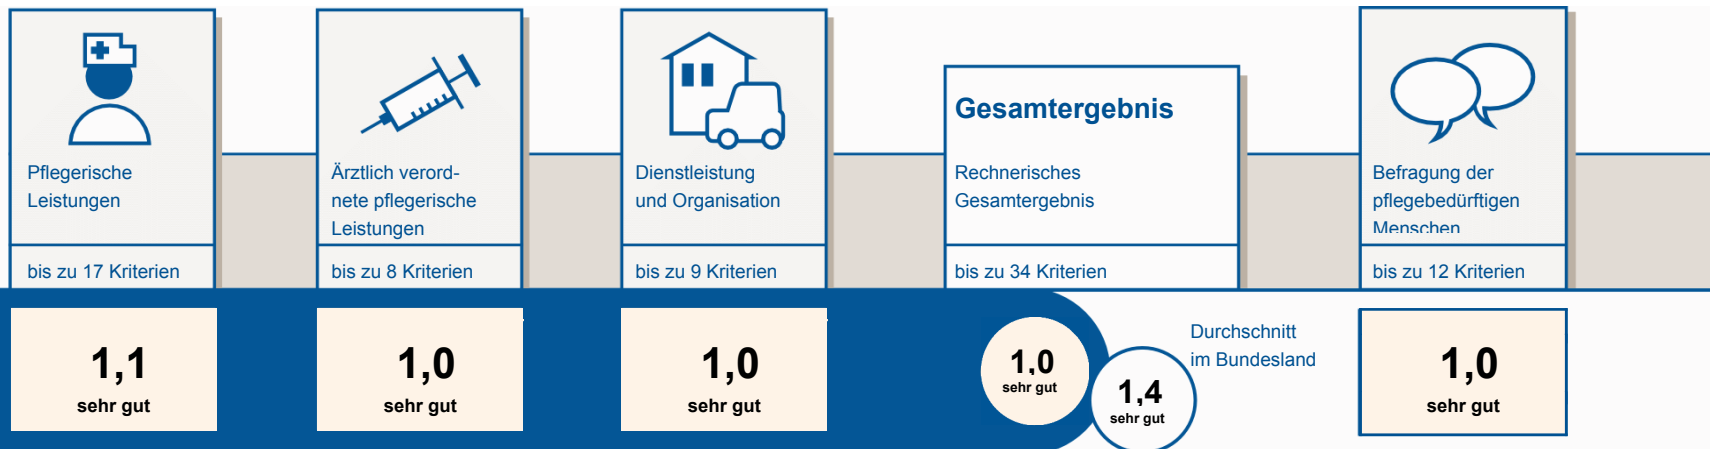 Pflegerische
Leistungen
bis zu 17 Kriterien
1,1
sehr gut
Ärztlich verord-
nete pflegerische
Leistungen
bis zu 8 Kriterien
1,0
sehr gut
Dienstleistung
und Organisation
bis zu 9 Kriterien
1,0
sehr gut
Gesamtergebnis
Rechnerisches
Gesamtergebnis
bis zu 34 Kriterien
1,0
sehr gut
1,4
sehr gut
Durchschnitt
im Bundesland
Befragung der
pflegebedürftigen
Menschen
bis zu 12 Kriterien
1,0
sehr gut